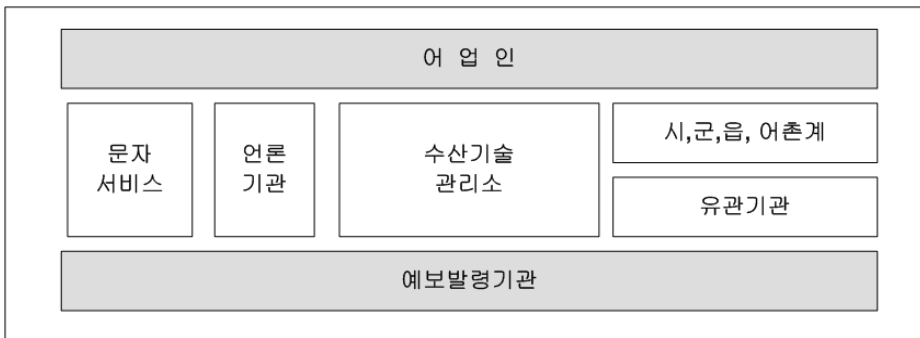 어 업 인
문자
서비스
언론
기관
수산기술
관리소
시,군,읍, 어촌계
유관기관
예보발령기관